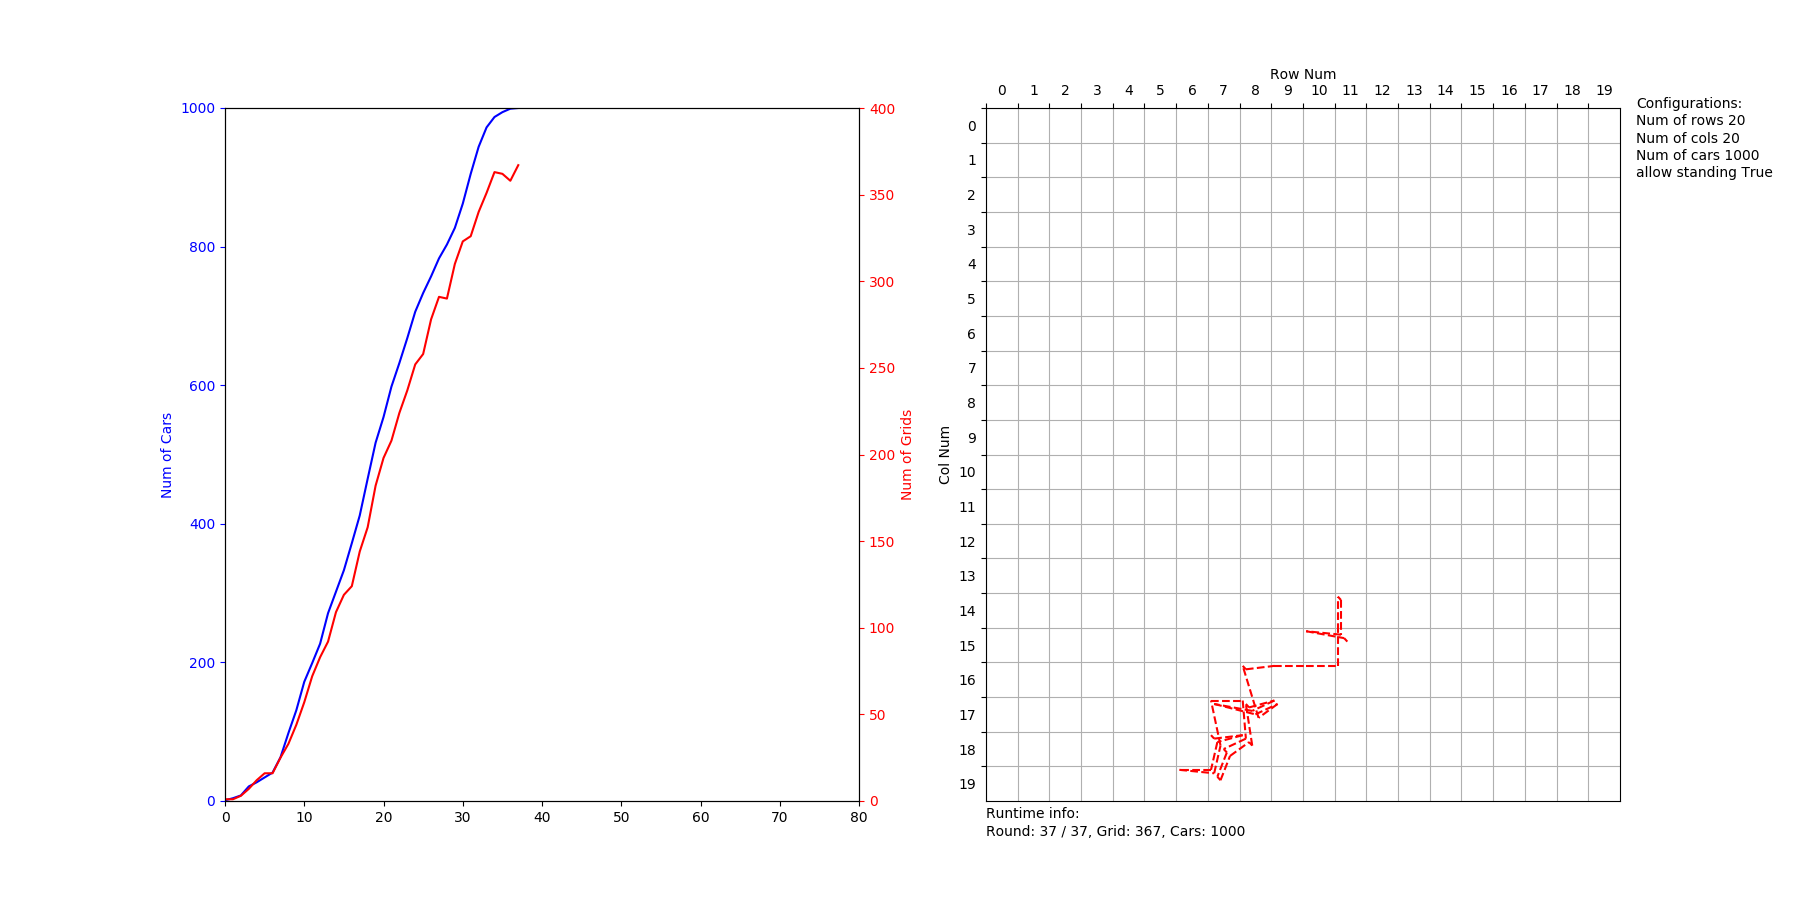 Num of Cars
1000
800
600
400
200
0
0 10 20 30 40 50 60 70 80
400
350
300
250
200
150
100
50
0
Num of Grids
Row Num
0 1 2 3 4 5 6 7 8 9 10 11 12 13 14 15 16 17 18 19
Col Num
0
1
2
3
4
5
6
7
8
9
10
11
12
13
14
15
16
17
18
19
Configurations:
Num of rows 20
Num of cols 20
Num of cars 1000
allow standing True
Runtime info:
Round: 37 / 37, Grid: 367, Cars: 1000